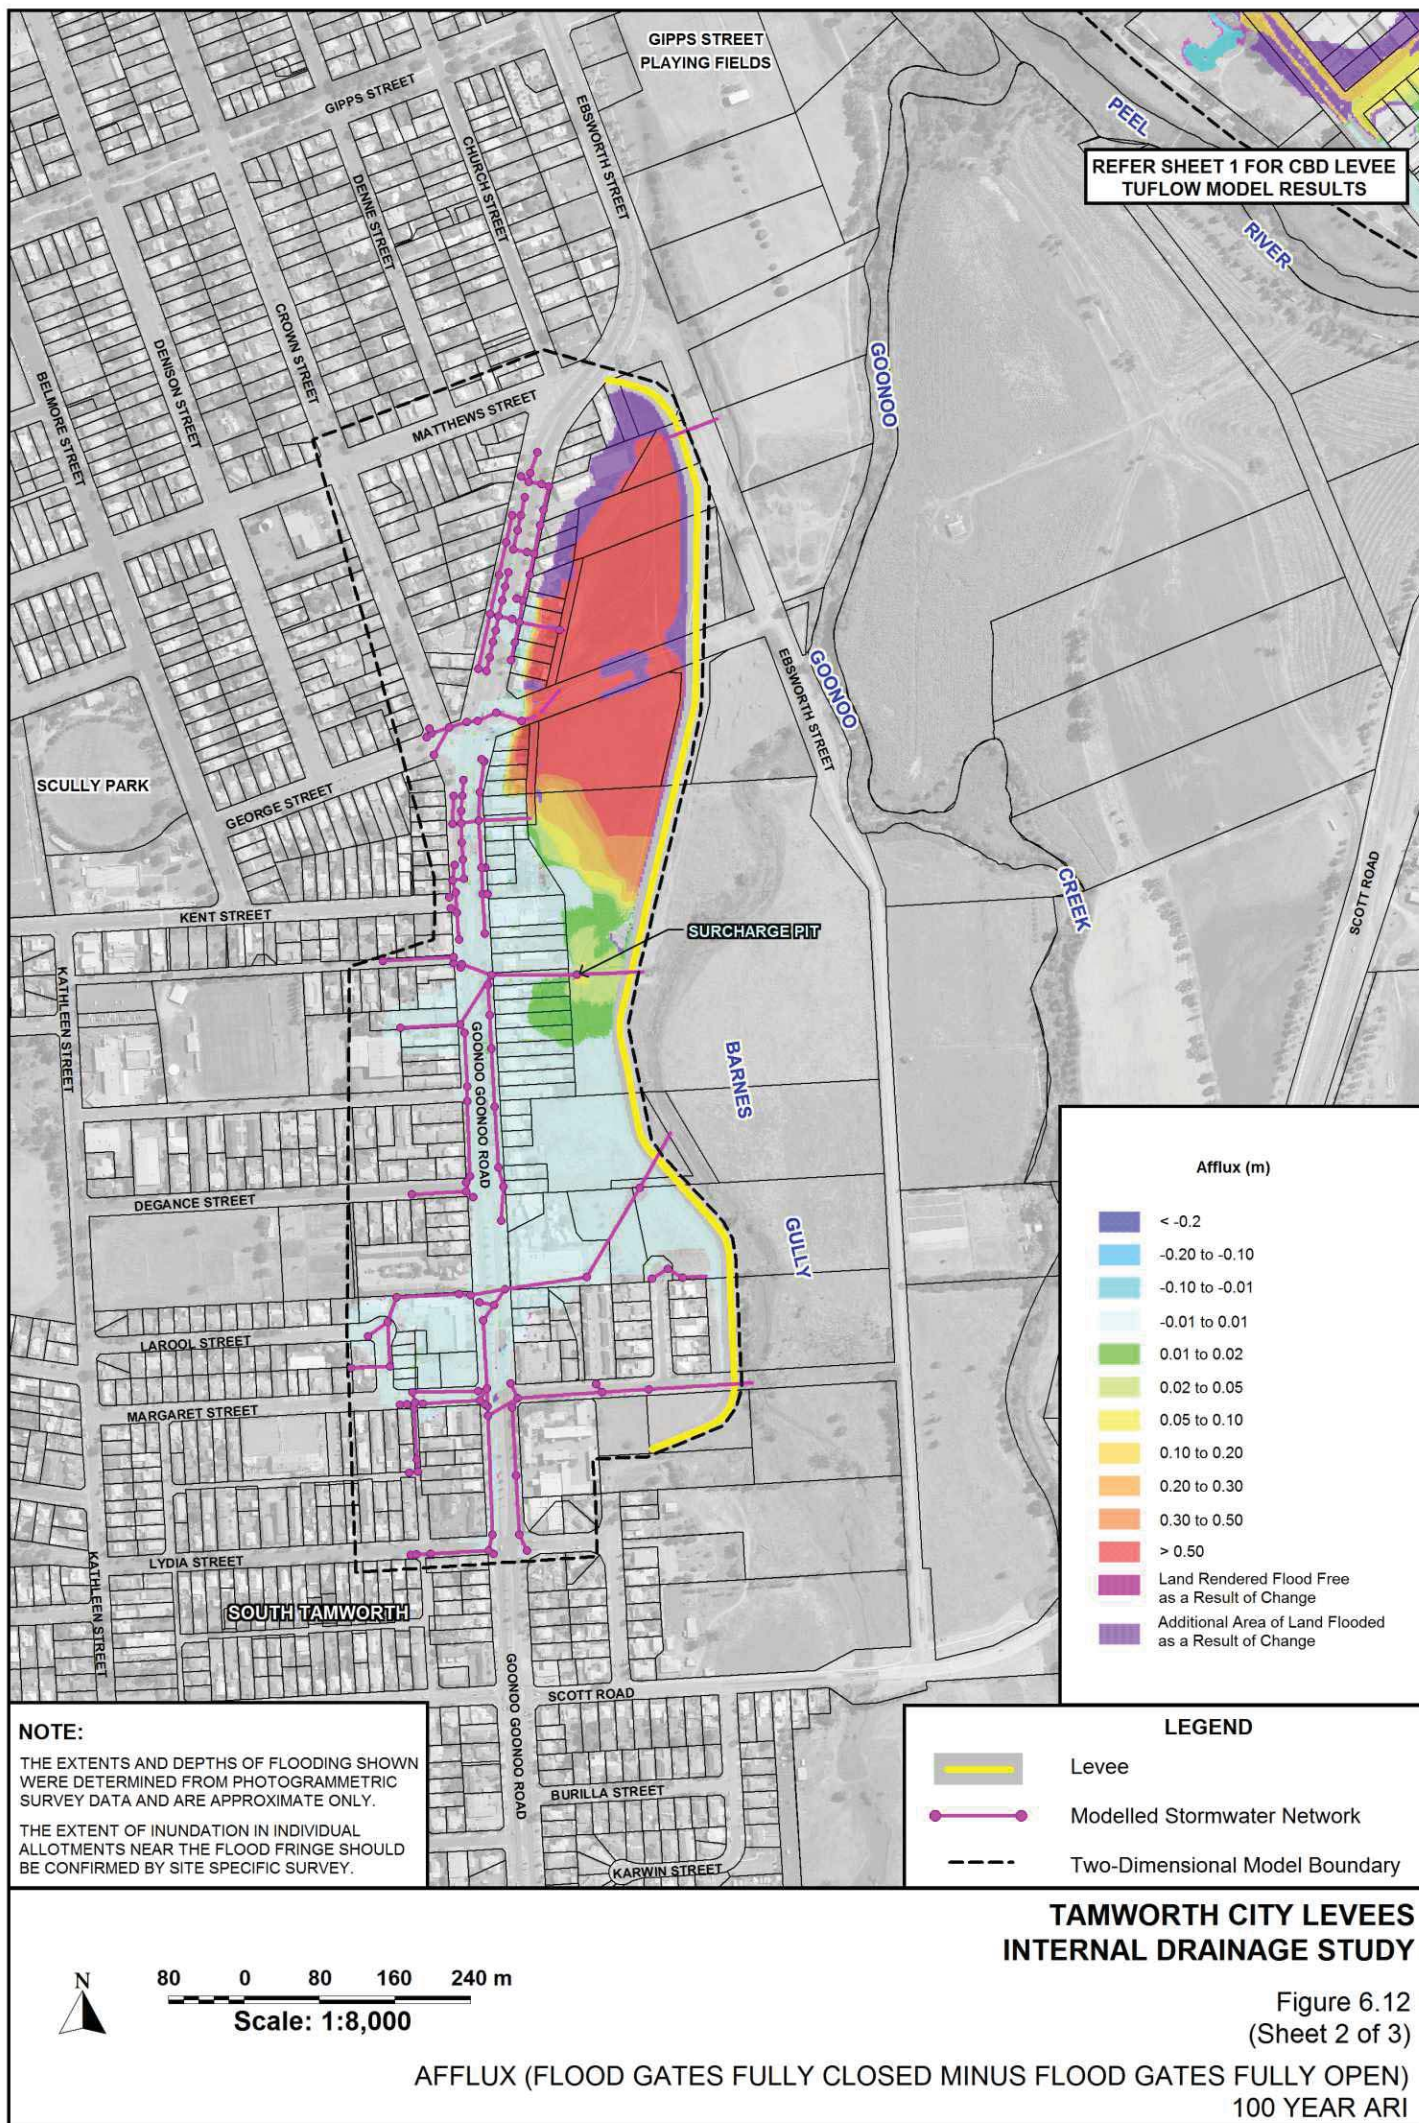 GIPPS STREET
PLAYING FIELDS
GIPPS STREET
EBSWORTH STREET
CHURCH STREET
DENNE STREET
CROWN STREET
DENISON STREET
BELMORE STREET
MATTHEWS STREET
PEEL
RIVER
REFER SHEET 1 FOR CBD LEVEE
TUFLOW MODEL RESULTS
GOONOO
GOONOO
CREEK
EBSWORTH STREET
SCULLY PARK
GEORGE STREET
KENT STREET
SCOTT ROAD
SURCHARGE PIT
KATHLEEN STREET
GOONOO GOONOO ROAD
BARNES
GULLY
DEGANCE STREET
LAROOL STREET
MARGARET STREET
LYDIA STREET
KATHLEEN STREET
SOUTH TAMWORTH
GOONOO GOONOO ROAD
SCOTT ROAD
BURILLA STREET
KARWIN STREET
Afflux (m)
< -0.2
-0.20 to -0.10
-0.10 to -0.01
-0.01 to 0.01
0.01 to 0.02
0.02 to 0.05
0.05 to 0.10
0.10 to 0.20
0.20 to 0.30
0.30 to 0.50
> 0.50
Land Rendered Flood Free
as a Result of Change
Additional Area of Land Flooded
as a Result of Change
NOTE:
THE EXTENTS AND DEPTHS OF FLOODING SHOWN
WERE DETERMINED FROM PHOTOGRAMMETRIC
SURVEY DATA AND ARE APPROXIMATE ONLY.
THE EXTENT OF INUNDATION IN INDIVIDUAL
ALLOTMENTS NEAR THE FLOOD FRINGE SHOULD
BE CONFIRMED BY SITE SPECIFIC SURVEY.
LEGEND
Levee
Modelled Stormwater Network
Two-Dimensional Model Boundary
N
80 0 80 160 240 m
Scale: 1:8,000
TAMWORTH CITY LEVEES
INTERNAL DRAINAGE STUDY
Figure 6.12
(Sheet 2 of 3)
AFFLUX (FLOOD GATES FULLY CLOSED MINUS FLOOD GATES FULLY OPEN)
100 YEAR ARI